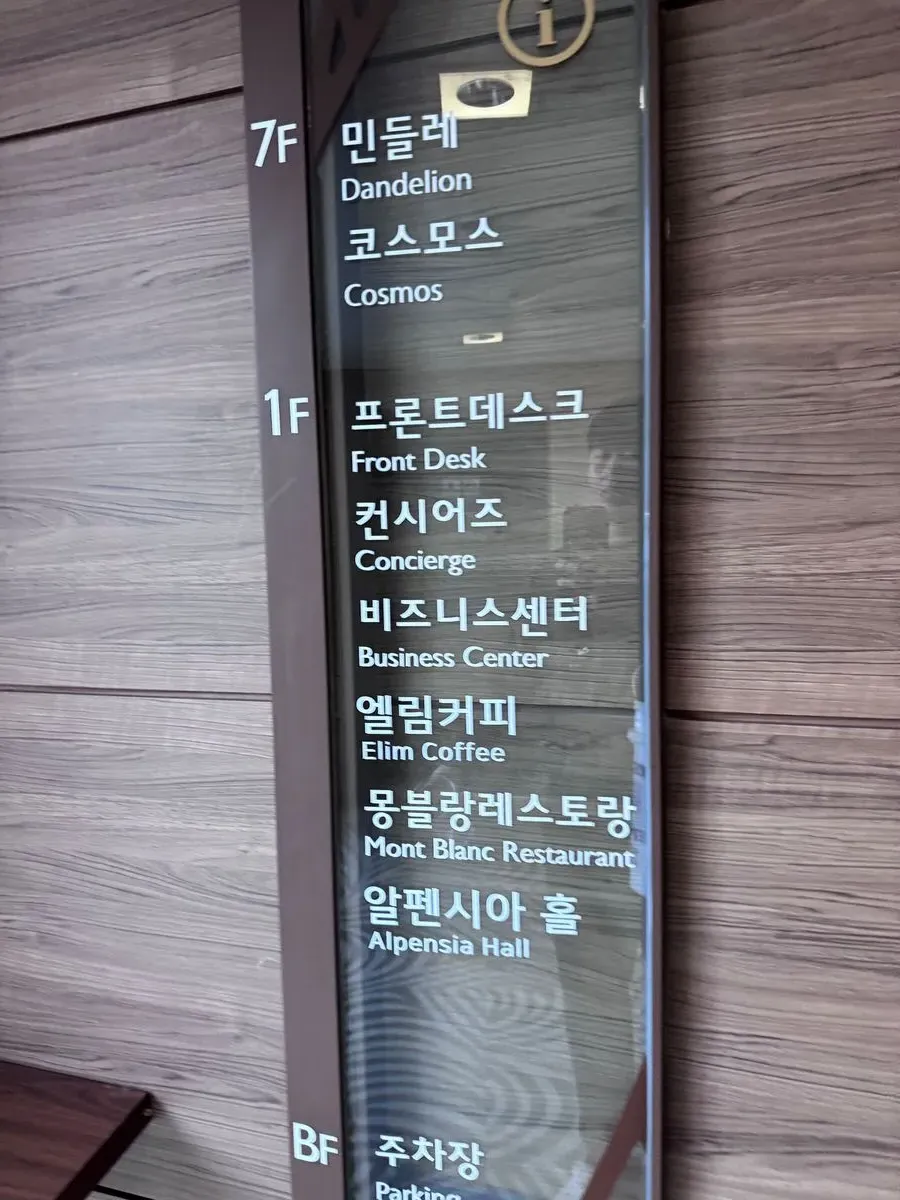 i
7F 민들레
Dandelion
코스모스
Cosmos
1F 프론트데스크
Front Desk
컨시어즈
Concierge
비즈니스센터
Business Center
엘림커피
Elim Coffee
몽블랑레스토랑
Mont Blanc Restaurant
알펜시아 홀
Alpensia Hall
BF 주차장
Parking